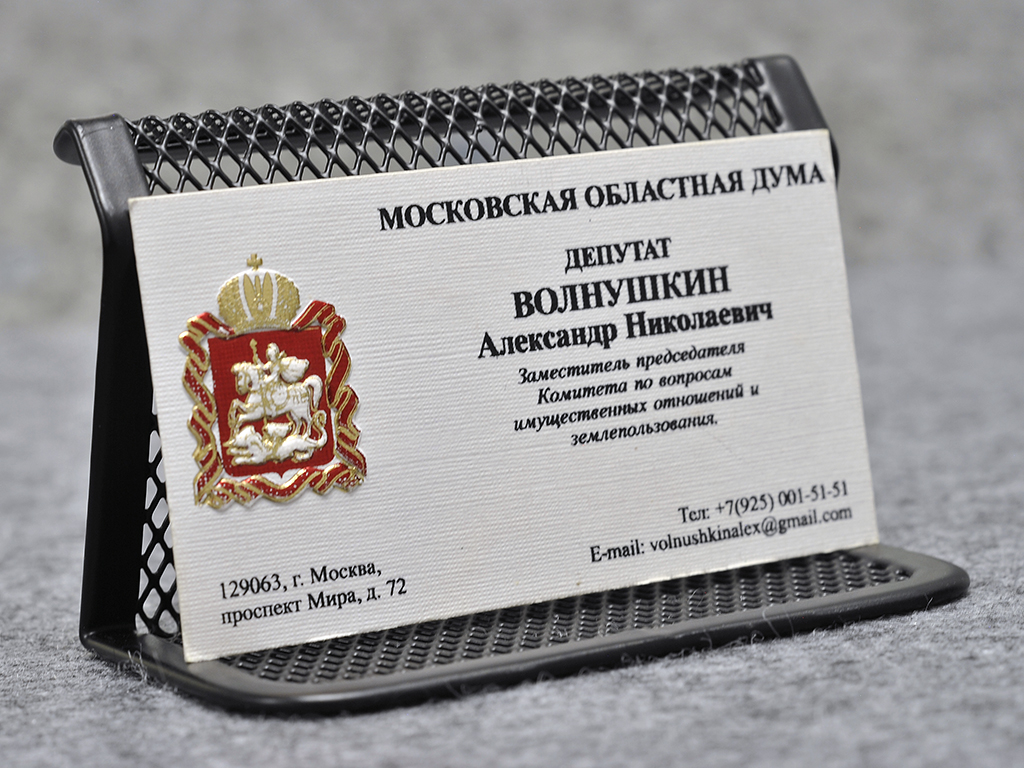 МОСКОВСКАЯ ОБЛАСТНАЯ ДУМА
ДЕПУТАТ
ВОЛНУШКИН
Александр Николаевич
Заместитель председателя
Комитета по вопросам
имущественных отношений и
землепользования.
Тел: +7(925) 001-51-51
E-mail: volnushkinalex@gmail.com
129063, г. Москва,
проспект Мира, д. 72